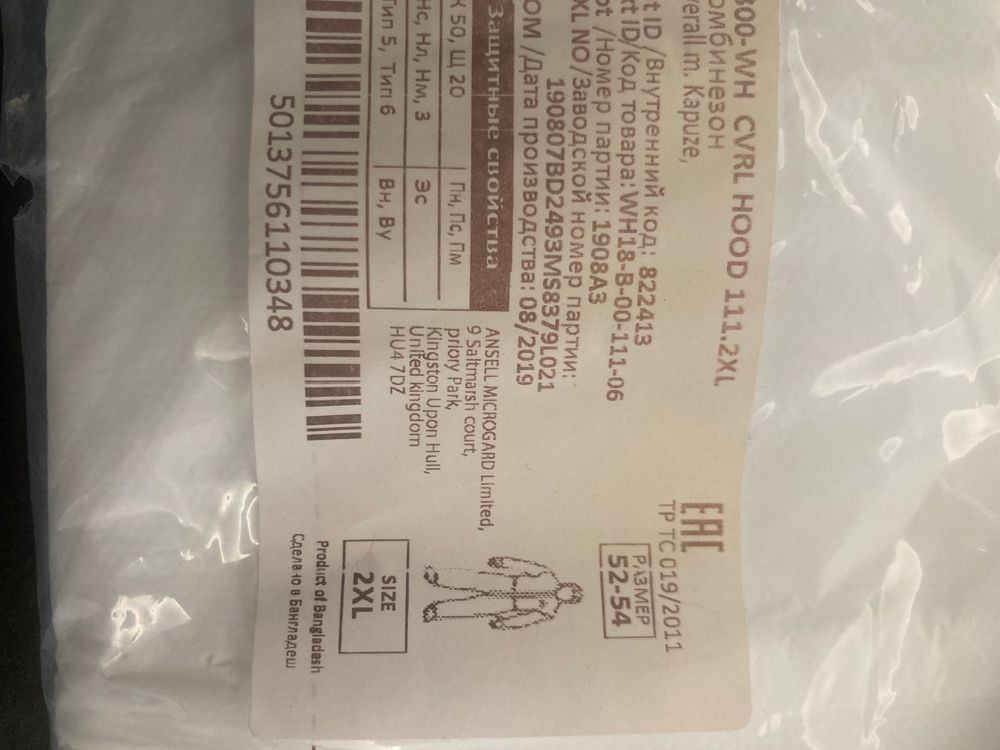 800-WH CVRL HOOD 111.2XL
омбинезон
erall m. Kapuze,
t ID /Внутренний код: 822413
t ID/Код товара: WH18-B-00-111-06
ot /Номер партии: 1908A3
XL NO /Заводской номер партии:
190807BD2493MS8379L021
OM /Дата производства: 08/2019
Защитные свойства
К 50, Щ 20 Пн, Пс, Пм
Нс, Нл, Нм, З Эс
Тип 5, Тип 6 Вн, Ву
5013756110348
ANSELL MICROGARD Limited,
9 Saltmarsh court,
priory Park,
Kingston Upon Hull,
United kingdom
HU4 7DZ
EAC
ТР ТС 019/2011
РАЗМЕР
52-54
SIZE
2XL
Product of Bangladesh
Сделано в Бангладеш